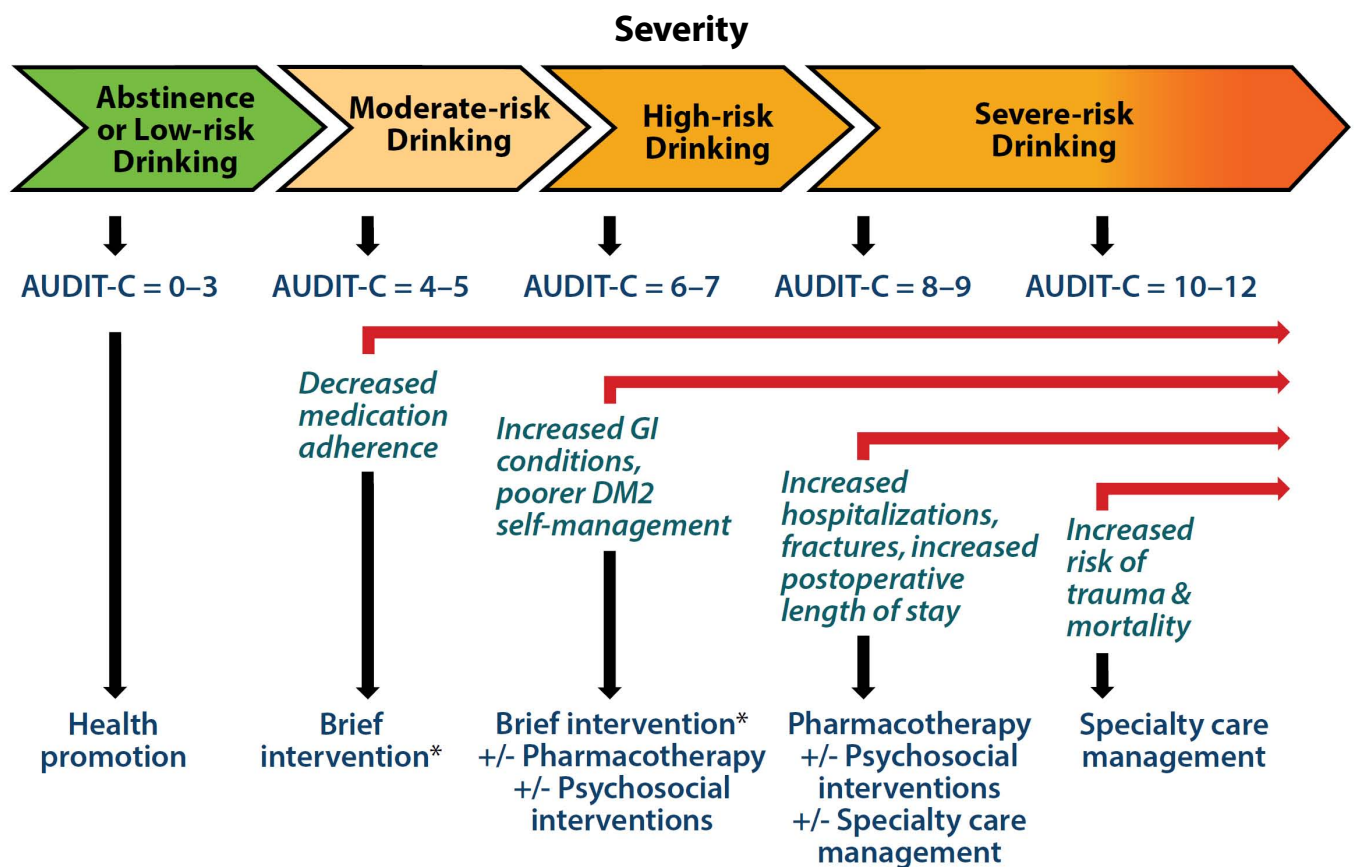 Severity
Abstinence
or Low-risk
Drinking
Moderate-risk
Drinking
High-risk
Drinking
Severe-risk
Drinking
AUDIT-C = 0–3
AUDIT-C = 4–5
AUDIT-C = 6–7
AUDIT-C = 8–9
AUDIT-C = 10–12
Decreased
medication
adherence
Increased GI
conditions,
poorer DM2
self-management
Increased
hospitalizations,
fractures, increased
postoperative
length of stay
Increased
risk of
trauma &
mortality
Health
promotion
Brief
intervention*
Brief intervention*
+/- Pharmacotherapy
+/- Psychosocial
interventions
Pharmacotherapy
+/- Psychosocial
interventions
+/- Specialty care
management
Specialty care
management